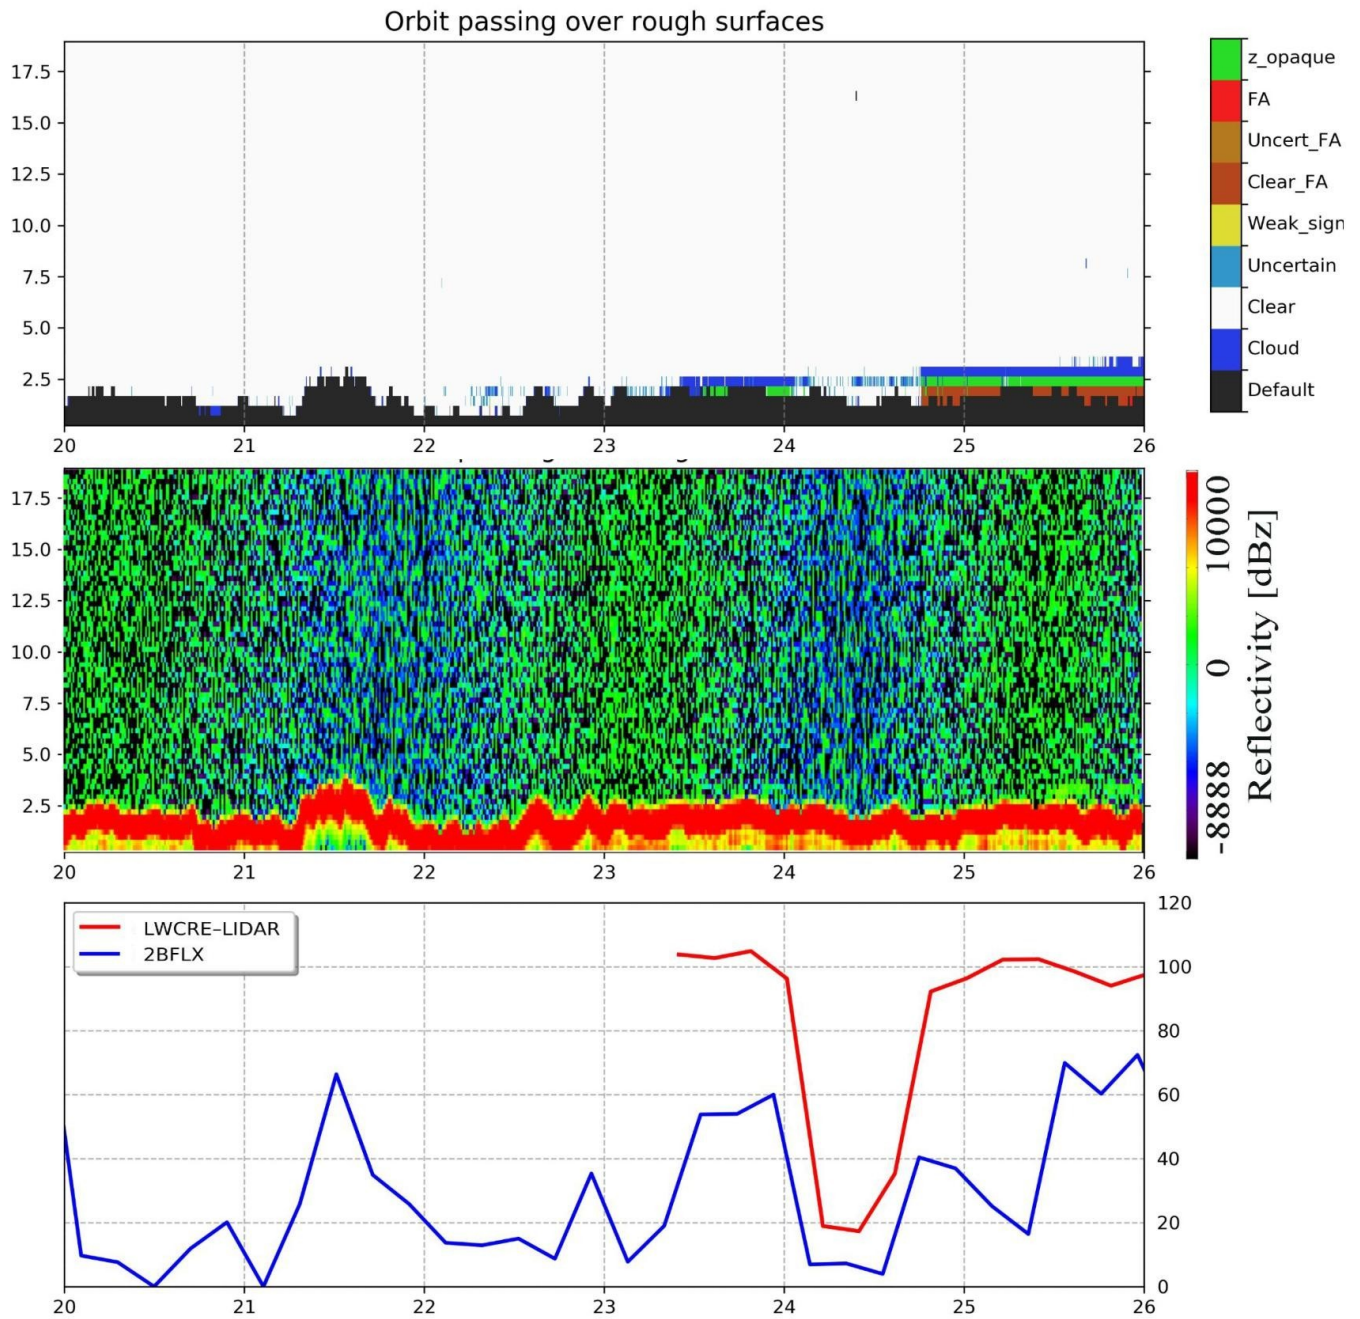 Orbit passing over rough surfaces
17.5
15.0
12.5
10.0
7.5
5.0
2.5
20 21 22 23 24 25 26
z_opaque
FA
Uncert_FA
Clear_FA
Weak_sign
Uncertain
Clear
Cloud
Default
17.5
15.0
12.5
10.0
7.5
5.0
2.5
20 21 22 23 24 25 26
10000
0
-8888
Reflectivity [dBz]
LWCRE–LIDAR
2BFLX
120
100
80
60
40
20
0
20 21 22 23 24 25 26